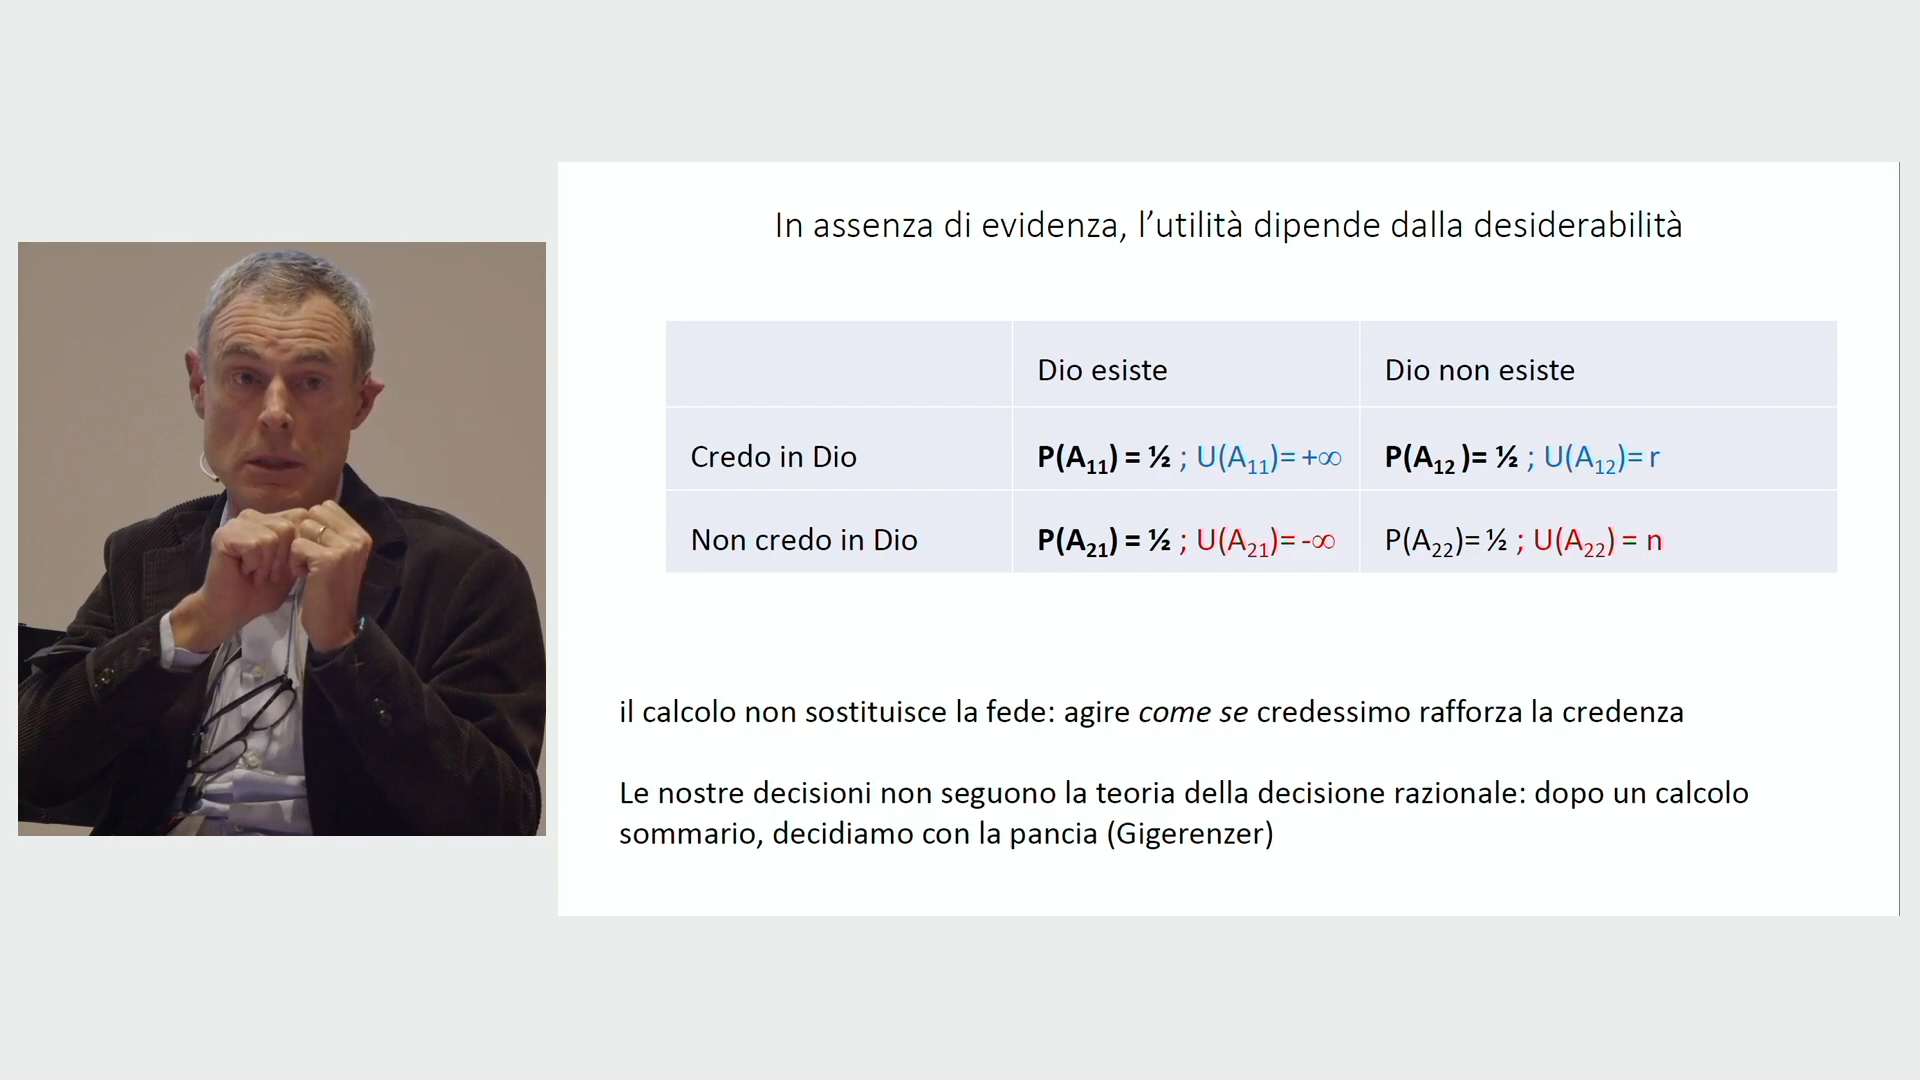 In assenza di evidenza, l’utilità dipende dalla desiderabilità
Dio esiste Dio non esiste
Credo in Dio P(A₁₁) = ½ ; U(A₁₁)= +∞ P(A₁₂ )= ½ ; U(A₁₂)= r
Non credo in Dio P(A₂₁) = ½ ; U(A₂₁)= -∞ P(A₂₂)= ½ ; U(A₂₂) = n
il calcolo non sostituisce la fede: agire come se credessimo rafforza la credenza
Le nostre decisioni non seguono la teoria della decisione razionale: dopo un calcolo
sommario, decidiamo con la pancia (Gigerenzer)